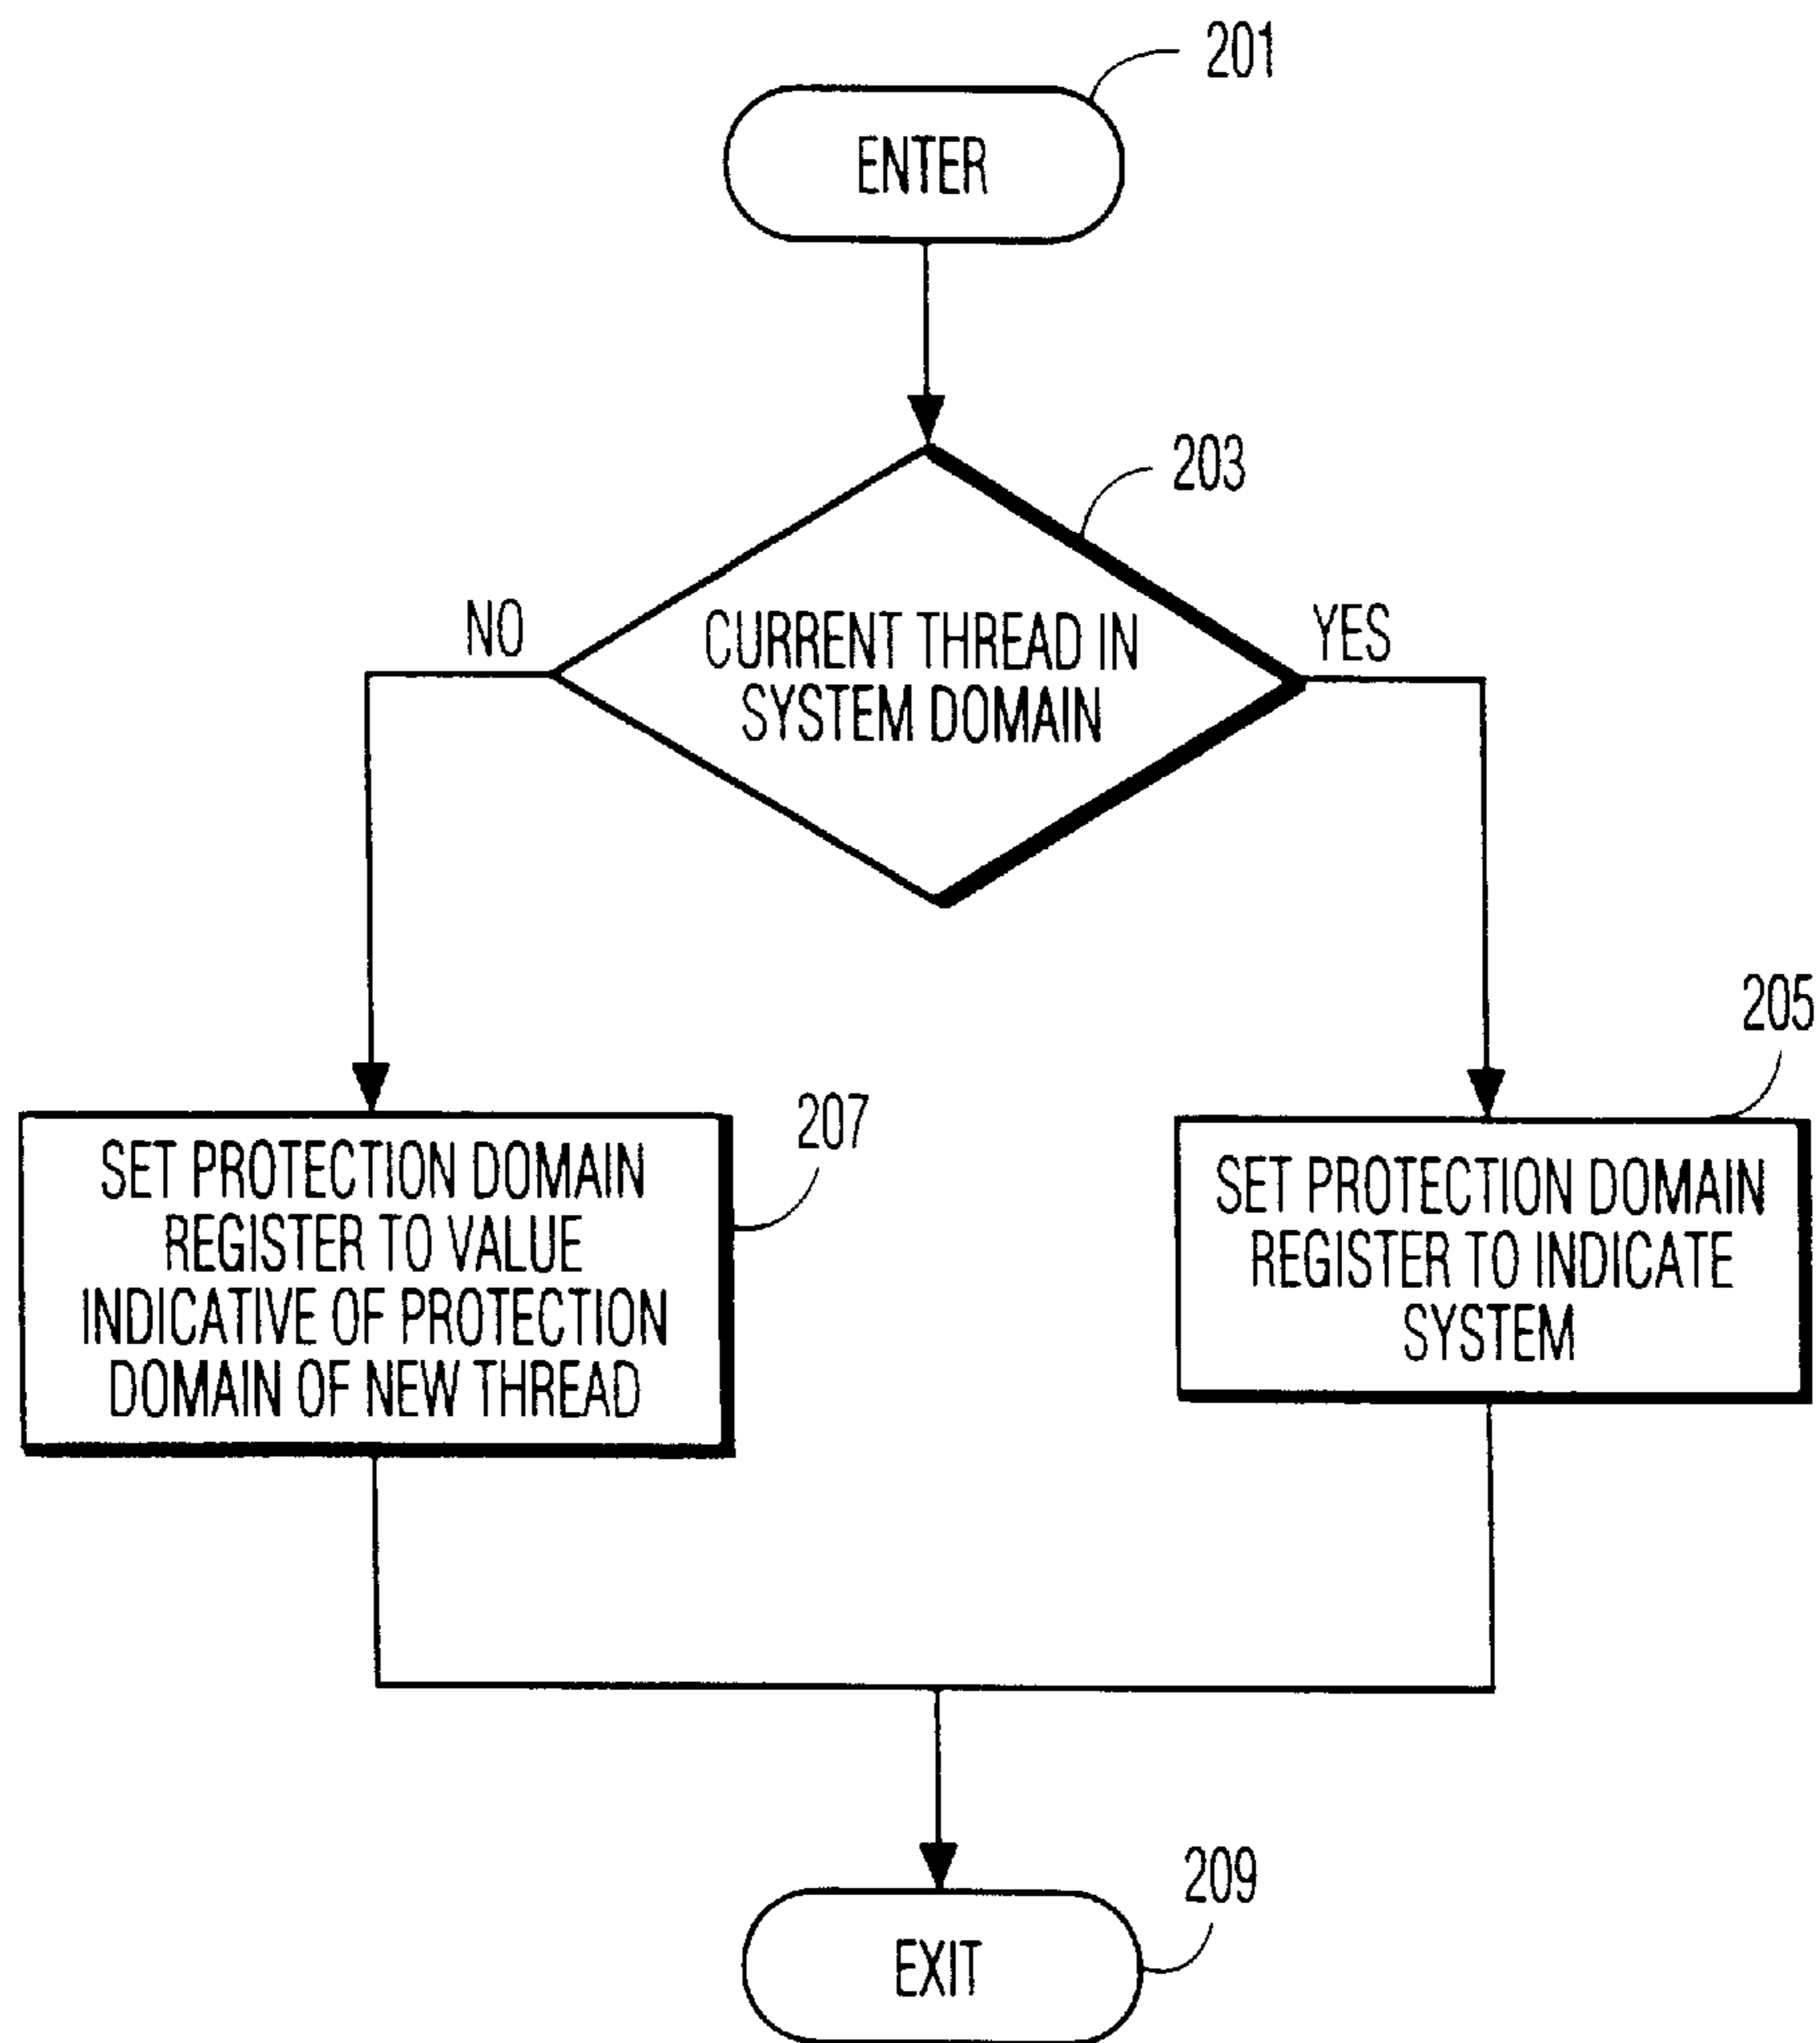 201
ENTER
203
NO
CURRENT THREAD IN
SYSTEM DOMAIN
YES
205
207
SET PROTECTION DOMAIN
REGISTER TO VALUE
INDICATIVE OF PROTECTION
DOMAIN OF NEW THREAD
SET PROTECTION DOMAIN
REGISTER TO INDICATE
SYSTEM
209
EXIT